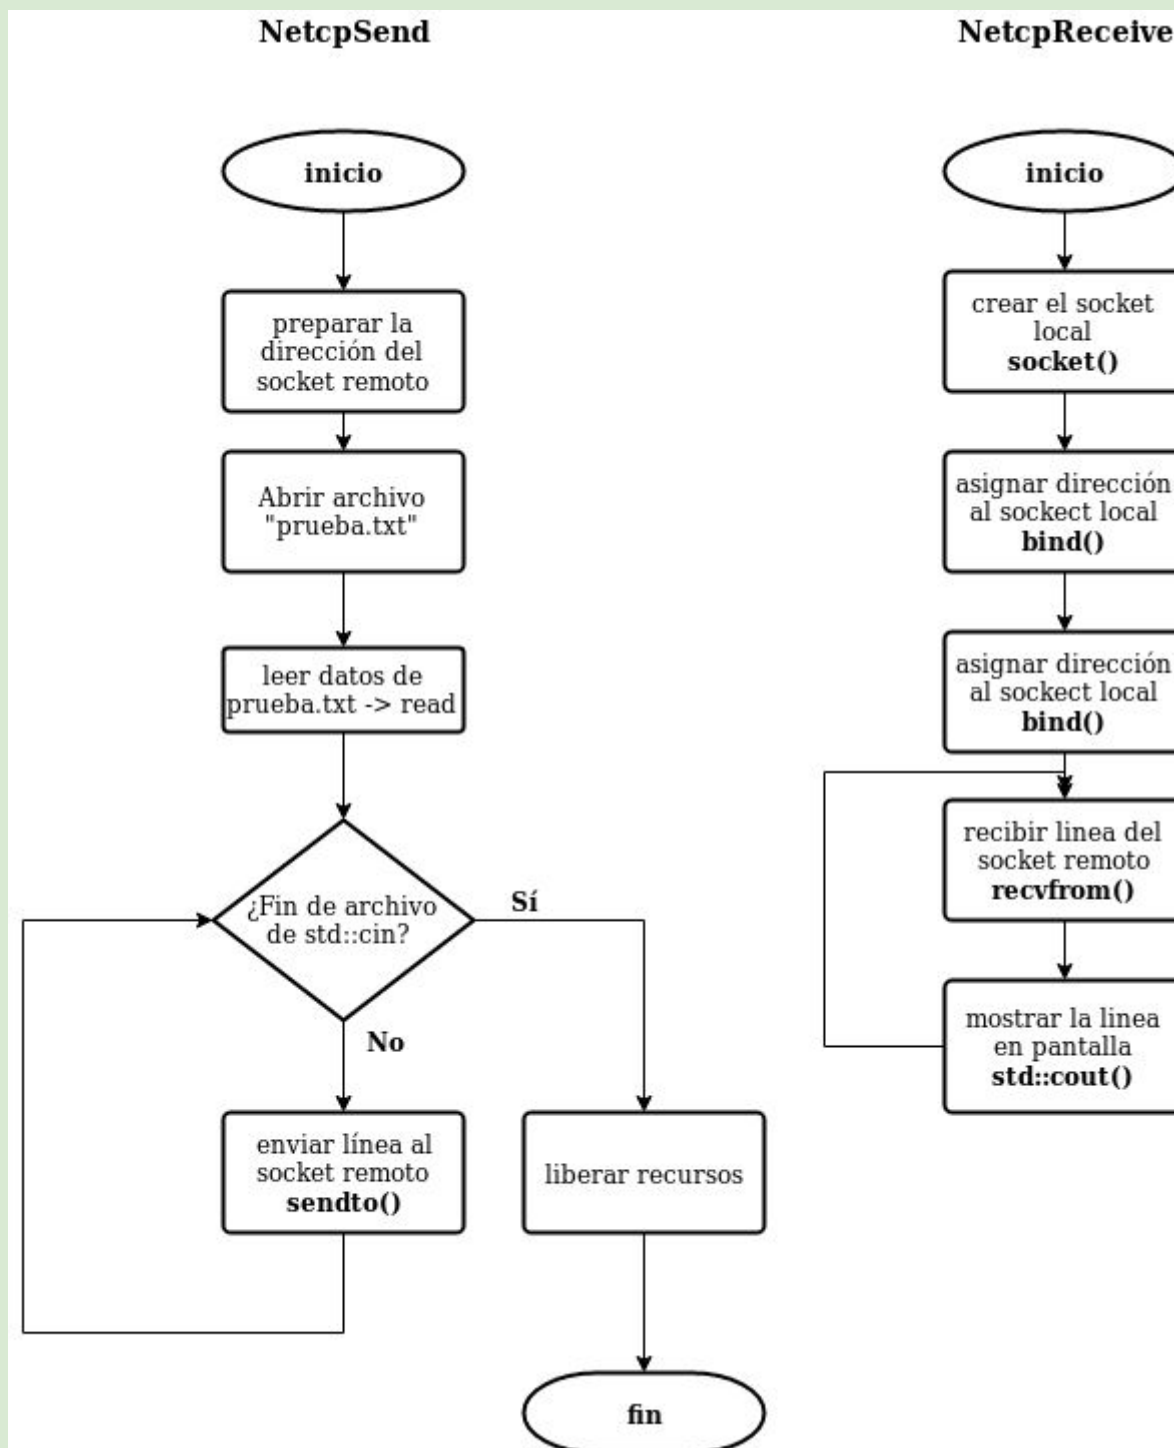 NetcpSend
inicio
preparar la
dirección del
socket remoto
Abrir archivo
"prueba.txt"
leer datos de
prueba.txt -> read
¿Fin de archivo
de std::cin?
Sí
No
enviar línea al
socket remoto
sendto()
liberar recursos
fin
NetcpReceive
inicio
crear el socket
local
socket()
asignar dirección
al sockect local
bind()
asignar dirección
al sockect local
bind()
recibir linea del
socket remoto
recvfrom()
mostrar la linea
en pantalla
std::cout()